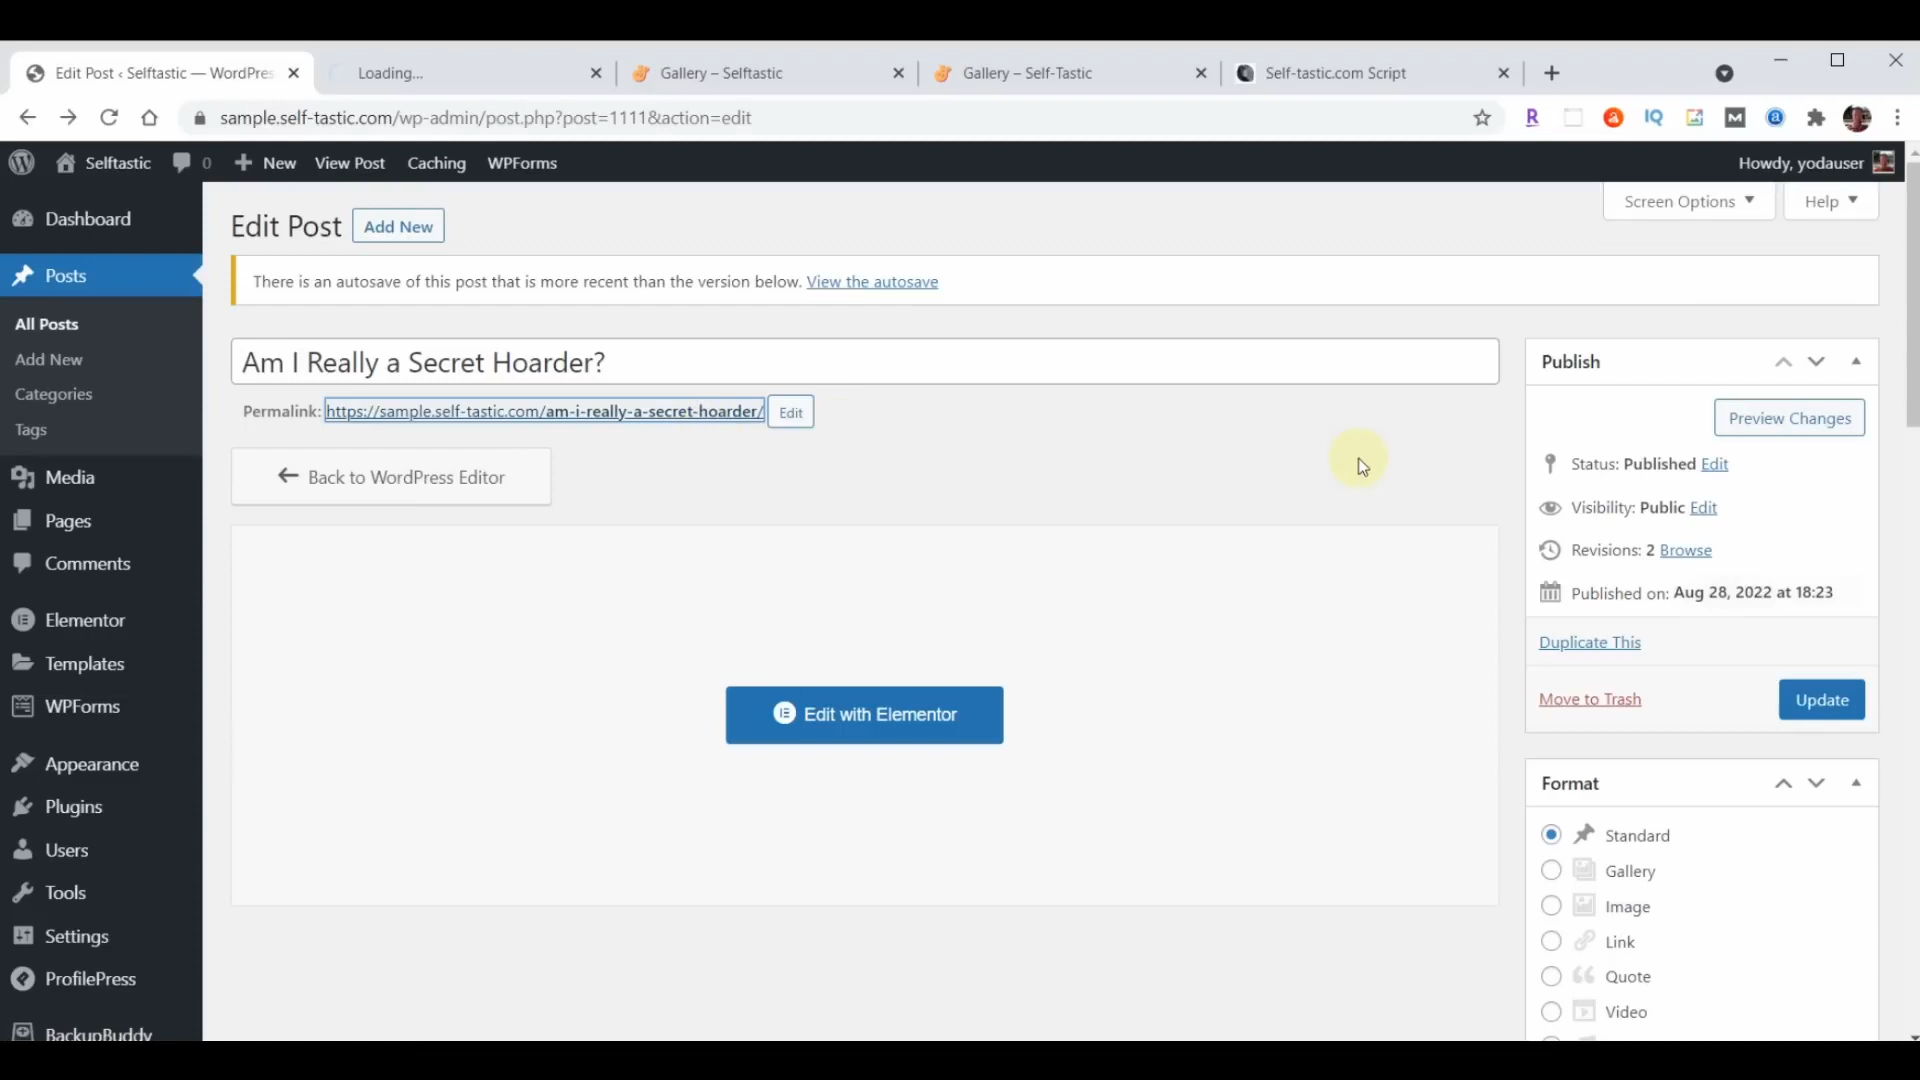 Edit Post ‹ Selftastic — WordPres
Loading...
Gallery – Selftastic
Gallery – Self-Tastic
Self-tastic.com Script
sample.self-tastic.com/wp-admin/post.php?post=1111&action=edit
Selftastic
0
New
View Post
Caching
WPForms
Howdy, yodauser
Dashboard
Posts
All Posts
Add New
Categories
Tags
Media
Pages
Comments
Elementor
Templates
WPForms
Appearance
Plugins
Users
Tools
Settings
ProfilePress
BackupBuddy
Screen Options
Help
Edit Post
Add New
There is an autosave of this post that is more recent than the version below. View the autosave
Am I Really a Secret Hoarder?
Permalink: https://sample.self-tastic.com/am-i-really-a-secret-hoarder/ Edit
Back to WordPress Editor
Edit with Elementor
Publish
Preview Changes
Status: Published Edit
Visibility: Public Edit
Revisions: 2 Browse
Published on: Aug 28, 2022 at 18:23
Duplicate This
Move to Trash
Update
Format
Standard
Gallery
Image
Link
Quote
Video